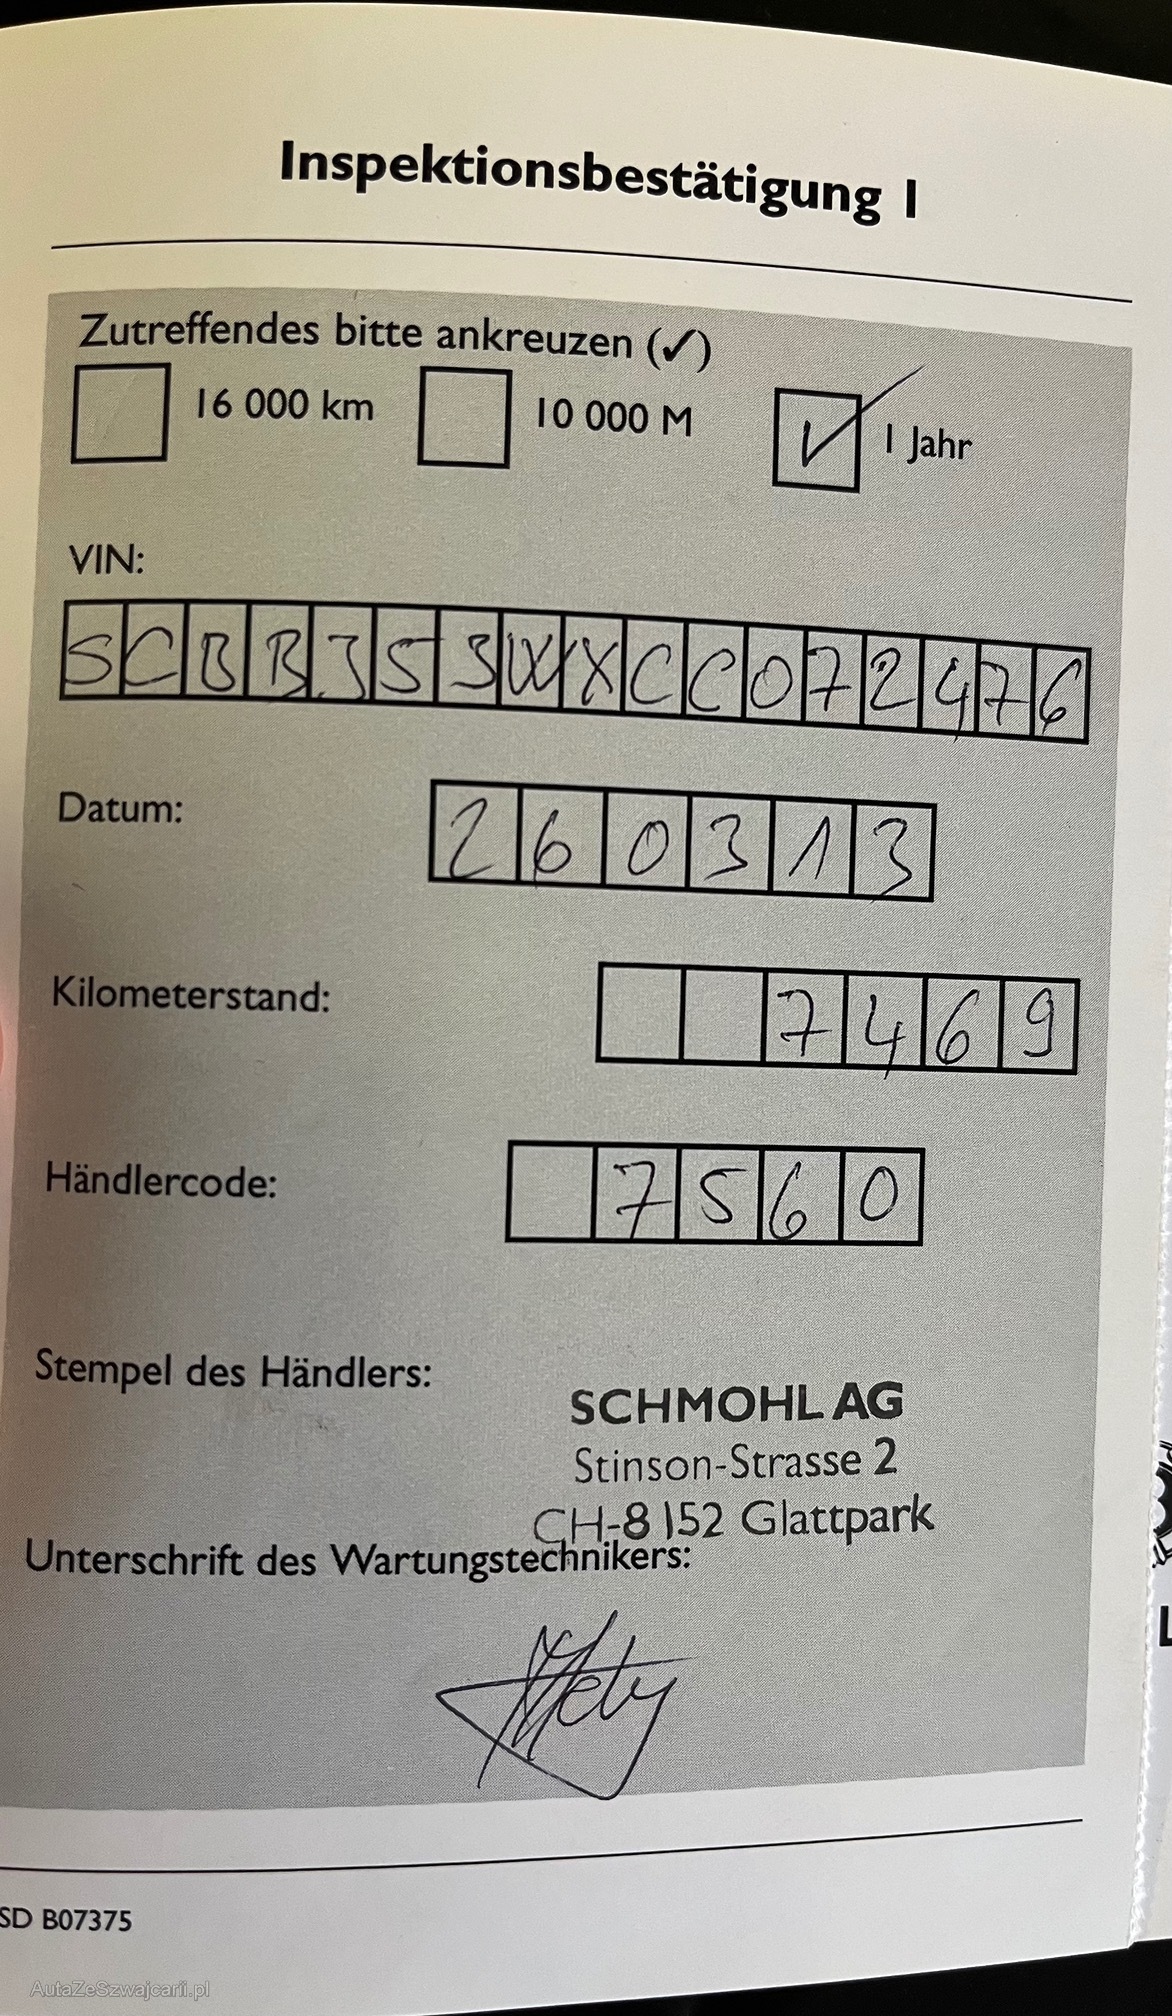 Inspektionsbestätigung 1
Zutreffendes bitte ankreuzen (✓)
16 000 km 10 000 M ✓ 1 Jahr
VIN:
SCBB353WXCC072476
Datum:
260313
Kilometerstand:
7469
Händlercode:
7560
Stempel des Händlers:
SCHMOHL AG
Stinson-Strasse 2
CH-8152 Glattpark
Unterschrift des Wartungstechnikers:
SD B07375
AutaZeSzwajcarii.pl